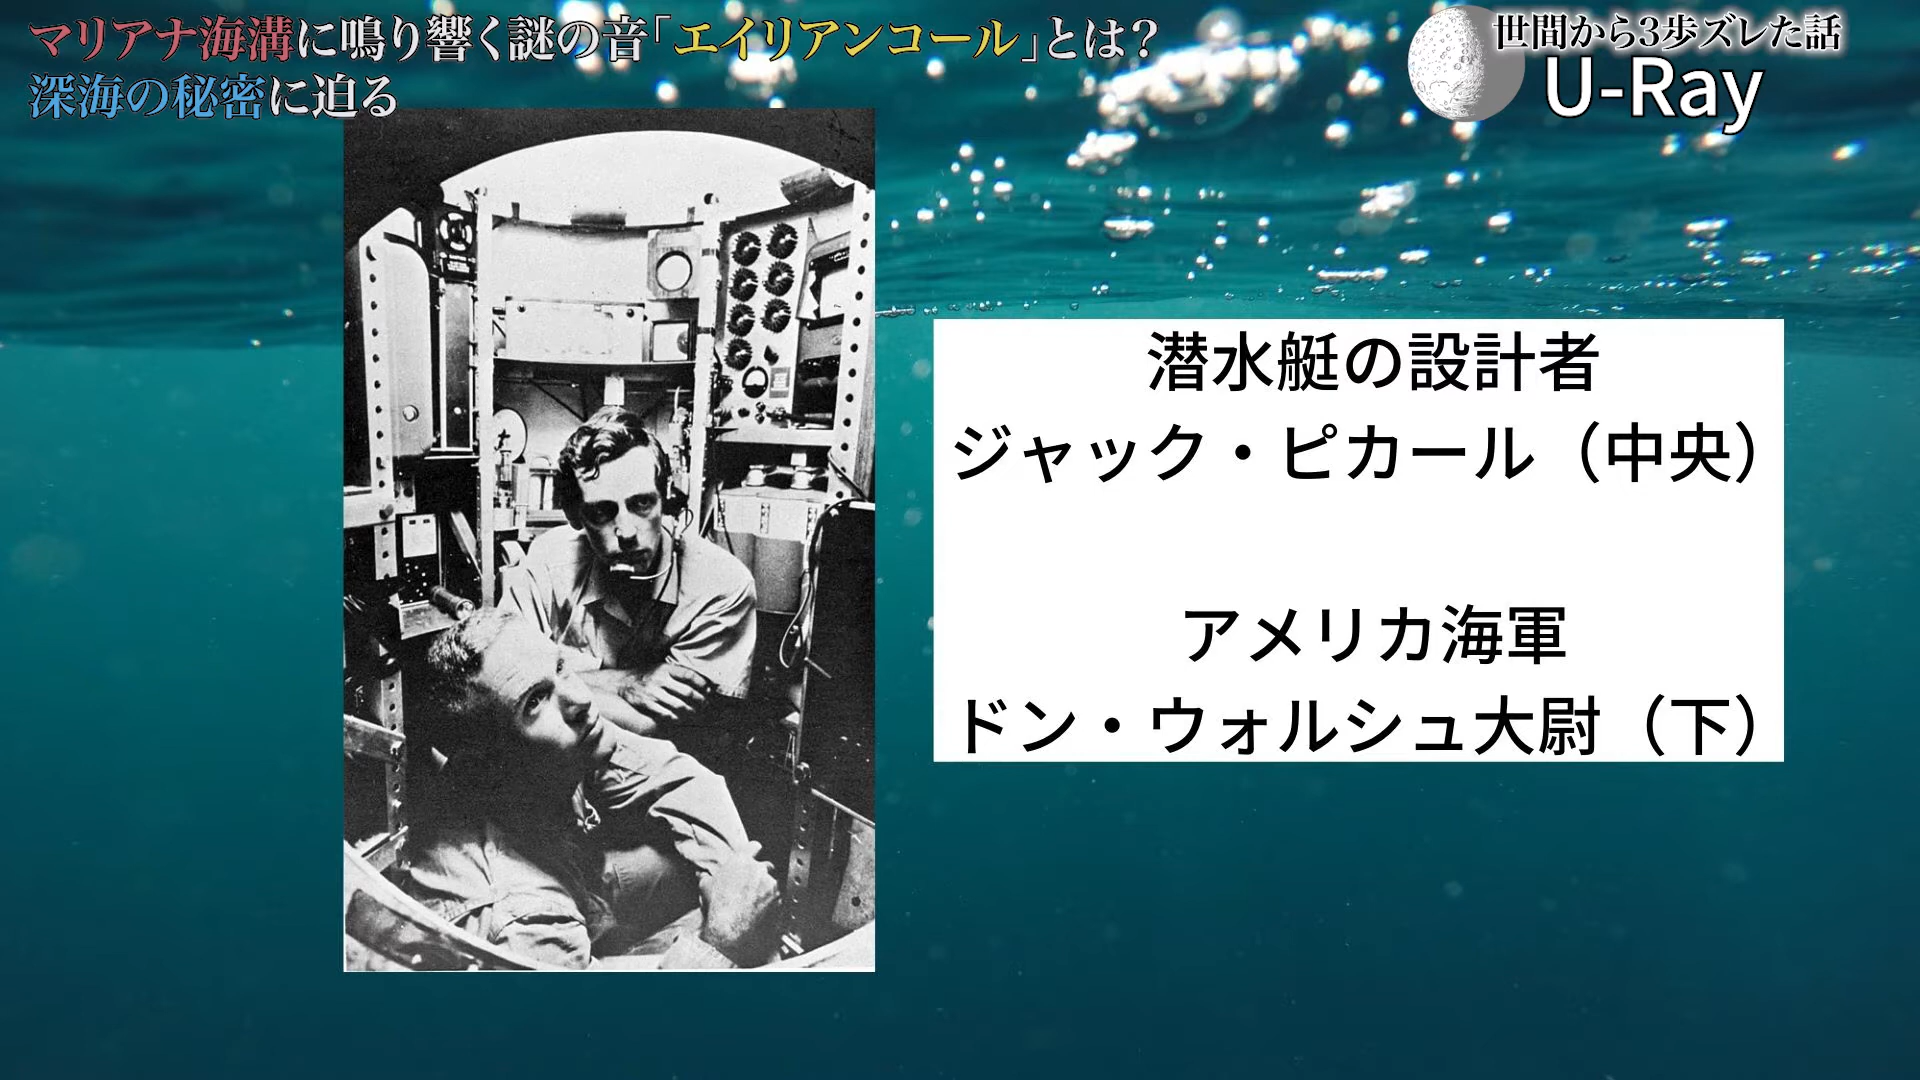 マリアナ海溝に鳴り響く謎の音「エイリアンコール」とは？
深海の秘密に迫る
世間から3歩ズレた話
U-Ray
潜水艇の設計者
ジャック・ピカール（中央）
アメリカ海軍
ドン・ウォルシュ大尉（下）